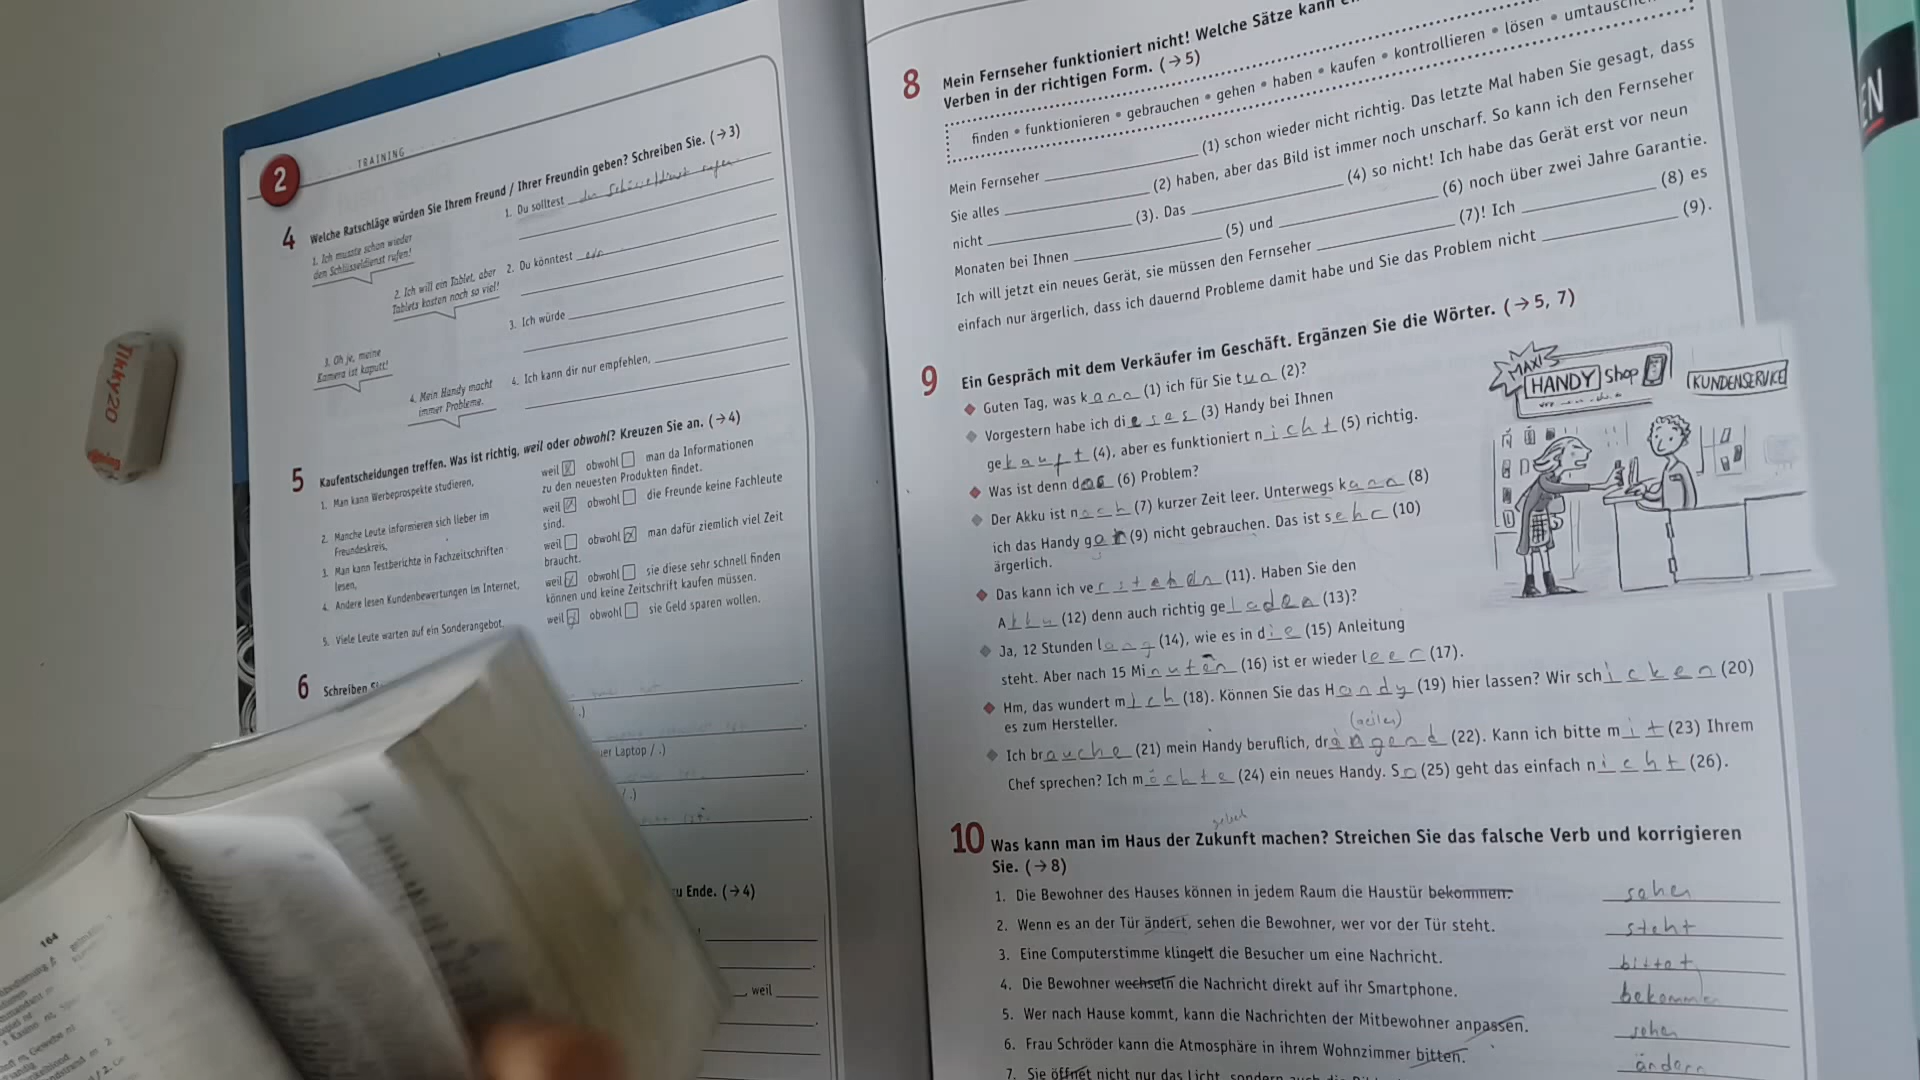 2
TRAINING
4 Welche Ratschläge würden Sie Ihrem Freund / Ihrer Freundin geben? Schreiben Sie. (→3)
1. Ich musste schon wieder
den Schlüsseldienst rufen!
2. Ich will ein Tablet, aber
Tablets kosten noch so viel!
3. Oh je, meine
Kamera ist kaputt!
4. Mein Handy macht
immer Probleme.
1. Du solltest den Schlüsseldienst rufen
2. Du könntest ein
3. Ich würde
4. Ich kann dir nur empfehlen,
5 Kaufentscheidungen treffen. Was ist richtig, weil oder obwohl? Kreuzen Sie an. (→4)
1. Man kann Werbeprospekte studieren,
weil ☒ obwohl ☐ man da Informationen
zu den neuesten Produkten findet.
2. Manche Leute informieren sich lieber im
Freundeskreis,
weil ☒ obwohl ☐ die Freunde keine Fachleute
sind.
3. Man kann Testberichte in Fachzeitschriften
lesen,
weil ☐ obwohl ☒ man dafür ziemlich viel Zeit
braucht.
4. Andere lesen Kundenbewertungen im Internet,
weil ☒ obwohl ☐ sie diese sehr schnell finden
können und keine Zeitschrift kaufen müssen.
5. Viele Leute warten auf ein Sonderangebot,
weil ☒ obwohl ☐ sie Geld sparen wollen.
6 Schreiben
Laptop / .)
Ende. (→4)
, weil
164
Tikky20
8 Mein Fernseher funktioniert nicht! Welche Sätze kann
Verben in der richtigen Form. (→5)
finden • funktionieren • gebrauchen • gehen • haben • kaufen • kontrollieren • lösen • umtauschen
Mein Fernseher (1) schon wieder nicht richtig. Das letzte Mal haben Sie gesagt, dass
Sie alles (2) haben, aber das Bild ist immer noch unscharf. So kann ich den Fernseher
nicht (3). Das (4) so nicht! Ich habe das Gerät erst vor neun
Monaten bei Ihnen (5) und (6) noch über zwei Jahre Garantie.
Ich will jetzt ein neues Gerät, sie müssen den Fernseher (7)! Ich (8) es
einfach nur ärgerlich, dass ich dauernd Probleme damit habe und Sie das Problem nicht (9).
9 Ein Gespräch mit dem Verkäufer im Geschäft. Ergänzen Sie die Wörter. (→5, 7)
Guten Tag, was kann (1) ich für Sie tun (2)?
Vorgestern habe ich dieses (3) Handy bei Ihnen
gekauft (4), aber es funktioniert nicht (5) richtig.
Was ist denn das (6) Problem?
Der Akku ist nach (7) kurzer Zeit leer. Unterwegs kann (8)
ich das Handy gar (9) nicht gebrauchen. Das ist sehr (10)
ärgerlich.
Das kann ich verstehen (11). Haben Sie den
Akku (12) denn auch richtig geladen (13)?
Ja, 12 Stunden lang (14), wie es in die (15) Anleitung
steht. Aber nach 15 Minuten (16) ist er wieder leer (17).
Hm, das wundert mich (18). Können Sie das Handy (19) hier lassen? Wir schicken (20)
es zum Hersteller.
Ich brauche (21) mein Handy beruflich, drängend (22). Kann ich bitte mit (23) Ihrem
Chef sprechen? Ich möchte (24) ein neues Handy. So (25) geht das einfach nicht (26).
MAXI
HANDY Shop
KUNDENSERVICE
10 Was kann man im Haus der Zukunft machen? Streichen Sie das falsche Verb und korrigieren
Sie. (→8)
1. Die Bewohner des Hauses können in jedem Raum die Haustür bekommen. sehen
2. Wenn es an der Tür ändert, sehen die Bewohner, wer vor der Tür steht. steht
3. Eine Computerstimme klingelt die Besucher um eine Nachricht. bittet
4. Die Bewohner wechseln die Nachricht direkt auf ihr Smartphone. bekommen
5. Wer nach Hause kommt, kann die Nachrichten der Mitbewohner anpassen. sehen
6. Frau Schröder kann die Atmosphäre in ihrem Wohnzimmer bitten. ändern
7. Sie öffnet nicht nur das Licht, sondern auch die